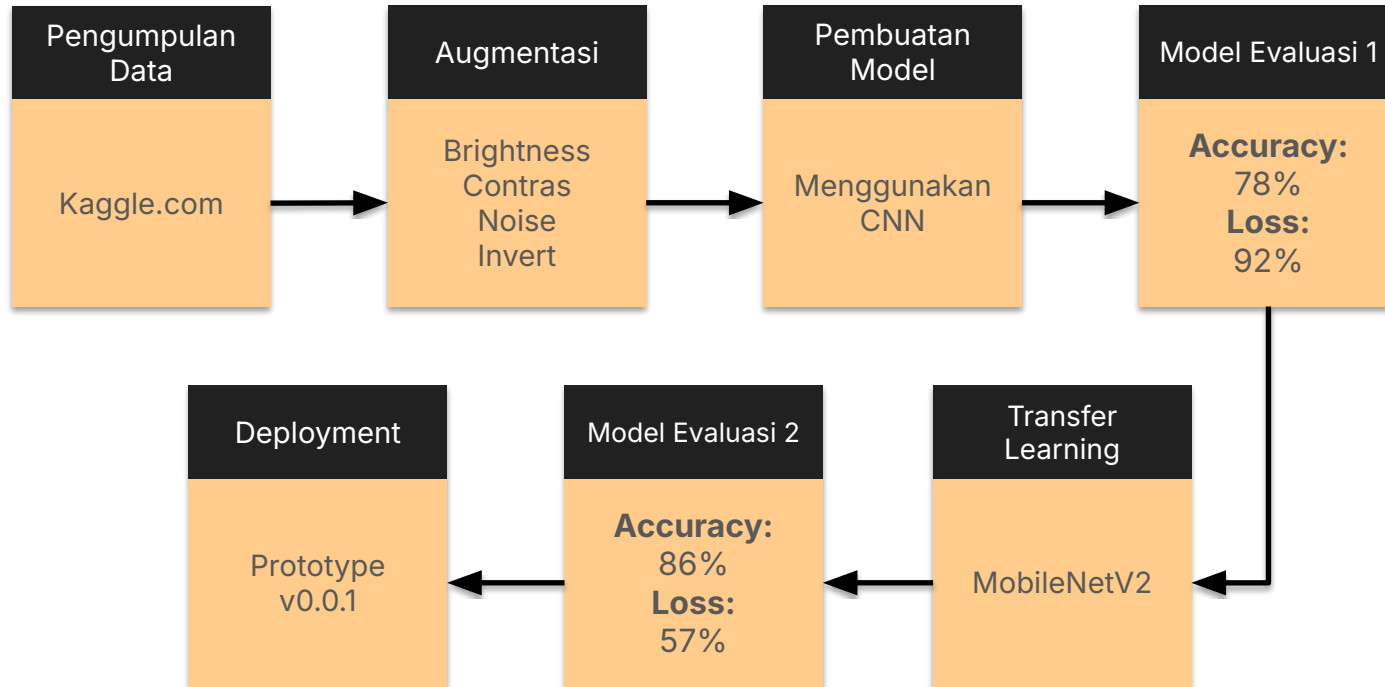 Pengumpulan
Data
Kaggle.com
Augmentasi
Brightness
Contras
Noise
Invert
Pembuatan
Model
Menggunakan
CNN
Model Evaluasi 1
Accuracy:
78%
Loss:
92%
Transfer
Learning
MobileNetV2
Model Evaluasi 2
Accuracy:
86%
Loss:
57%
Deployment
Prototype
v0.0.1